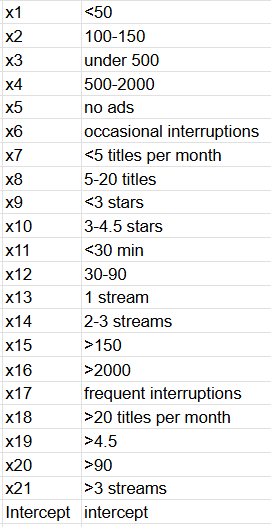 x1 <50
x2 100-150
x3 under 500
x4 500-2000
x5 no ads
x6 occasional interruptions
x7 <5 titles per month
x8 5-20 titles
x9 <3 stars
x10 3-4.5 stars
x11 <30 min
x12 30-90
x13 1 stream
x14 2-3 streams
x15 >150
x16 >2000
x17 frequent interruptions
x18 >20 titles per month
x19 >4.5
x20 >90
x21 >3 streams
Intercept intercept